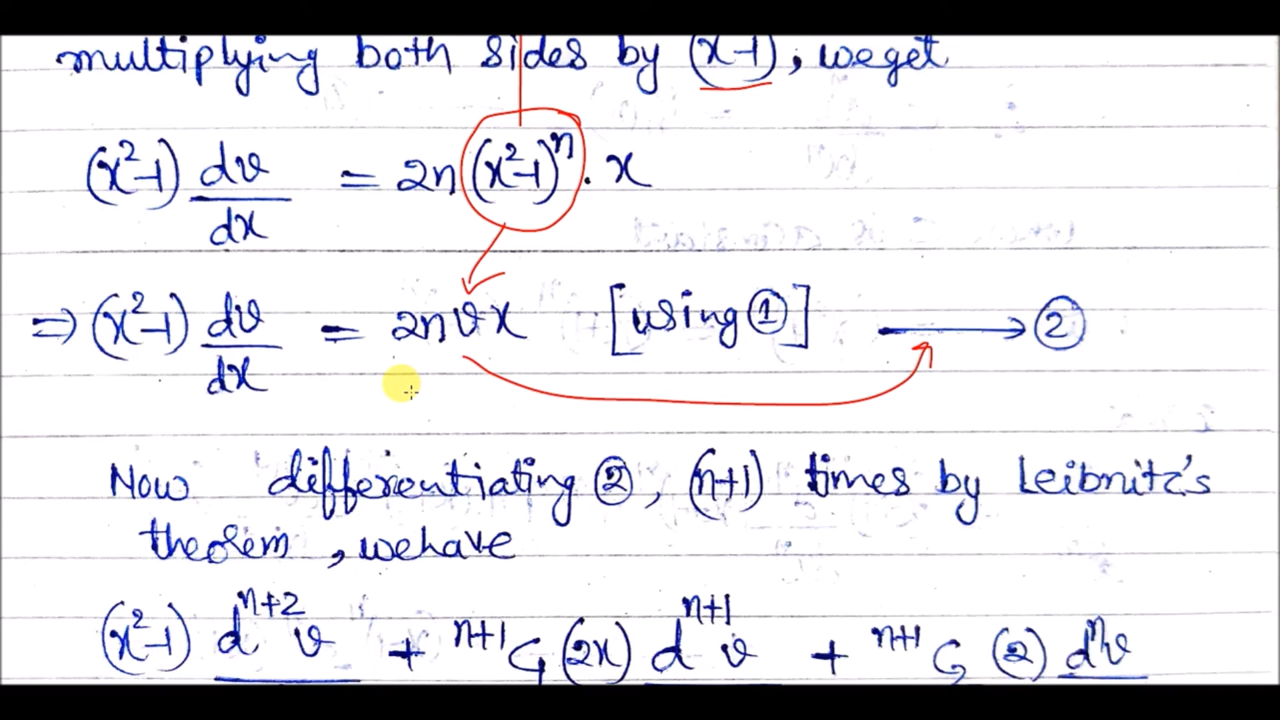 multiplying both sides by (x-1), we get
(x²-1) dv/dx = 2n (x²-1)ⁿ . x
⇒ (x²-1) dv/dx = 2nvx [using ①] → ②
Now differentiating ②, (n+1) times by Leibnitz's
theorem, we have
(x²-1) dⁿ⁺²v + ⁿ⁺¹C₁ (2x) dⁿ⁺¹v + ⁿ⁺¹C (2) dⁿv